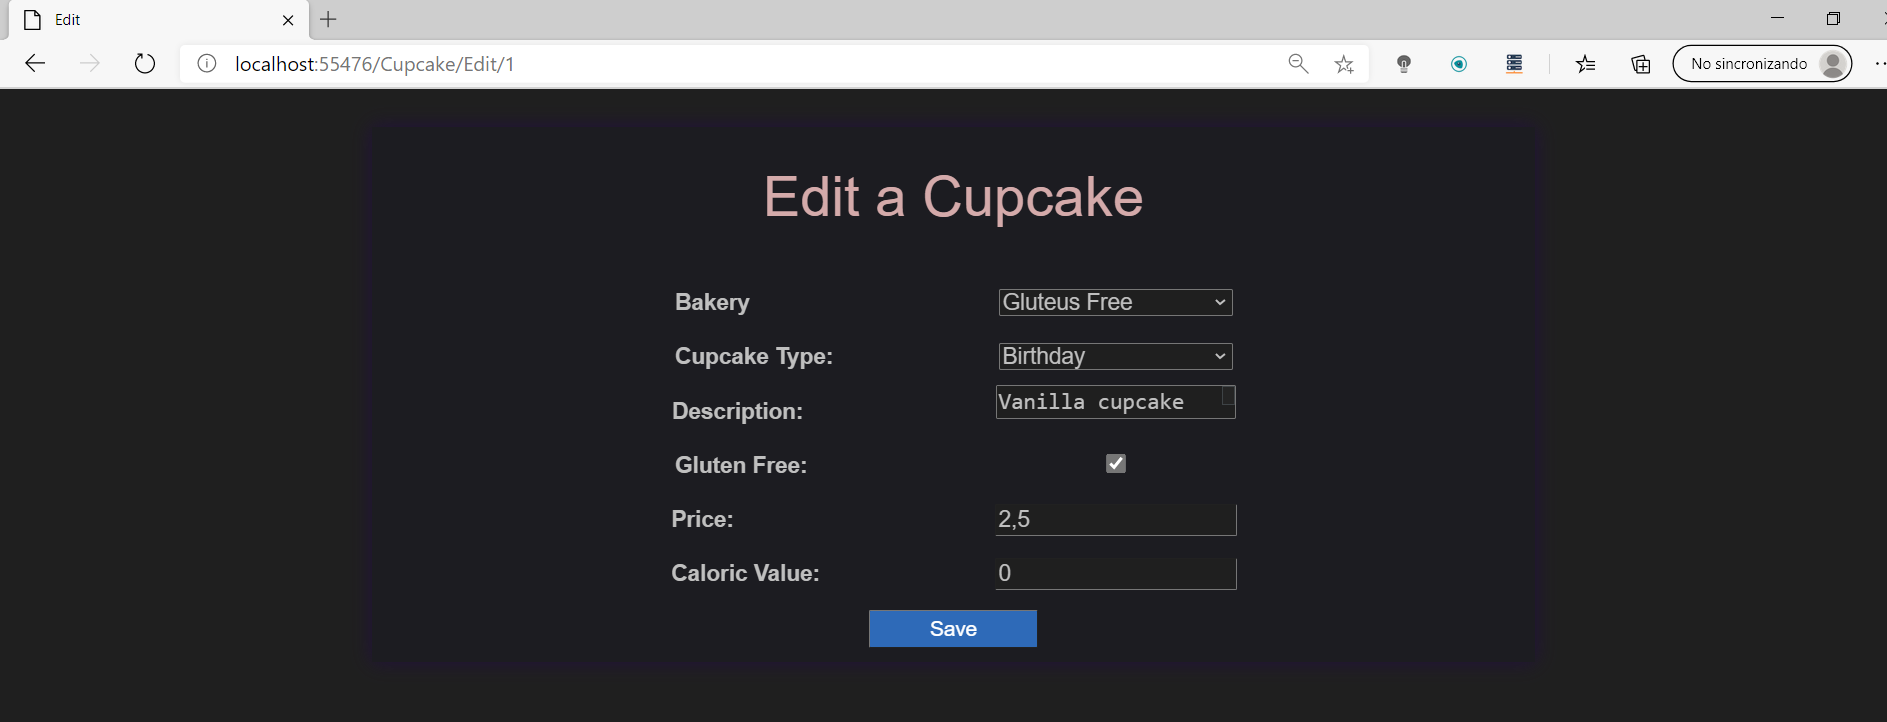 Edit
localhost:55476/Cupcake/Edit/1
No sincronizando
Edit a Cupcake
Bakery Gluteus Free
Cupcake Type: Birthday
Description: Vanilla cupcake
Gluten Free:
Price: 2,5
Caloric Value: 0
Save